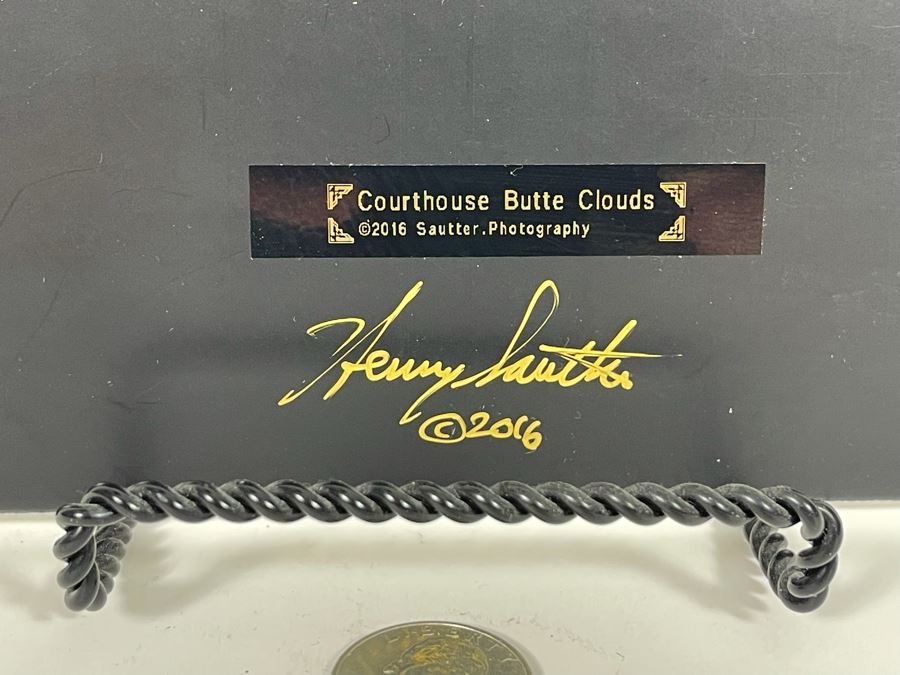 Courthouse Butte Clouds
©2016 Sautter.Photography
Henry Sautter
©2016